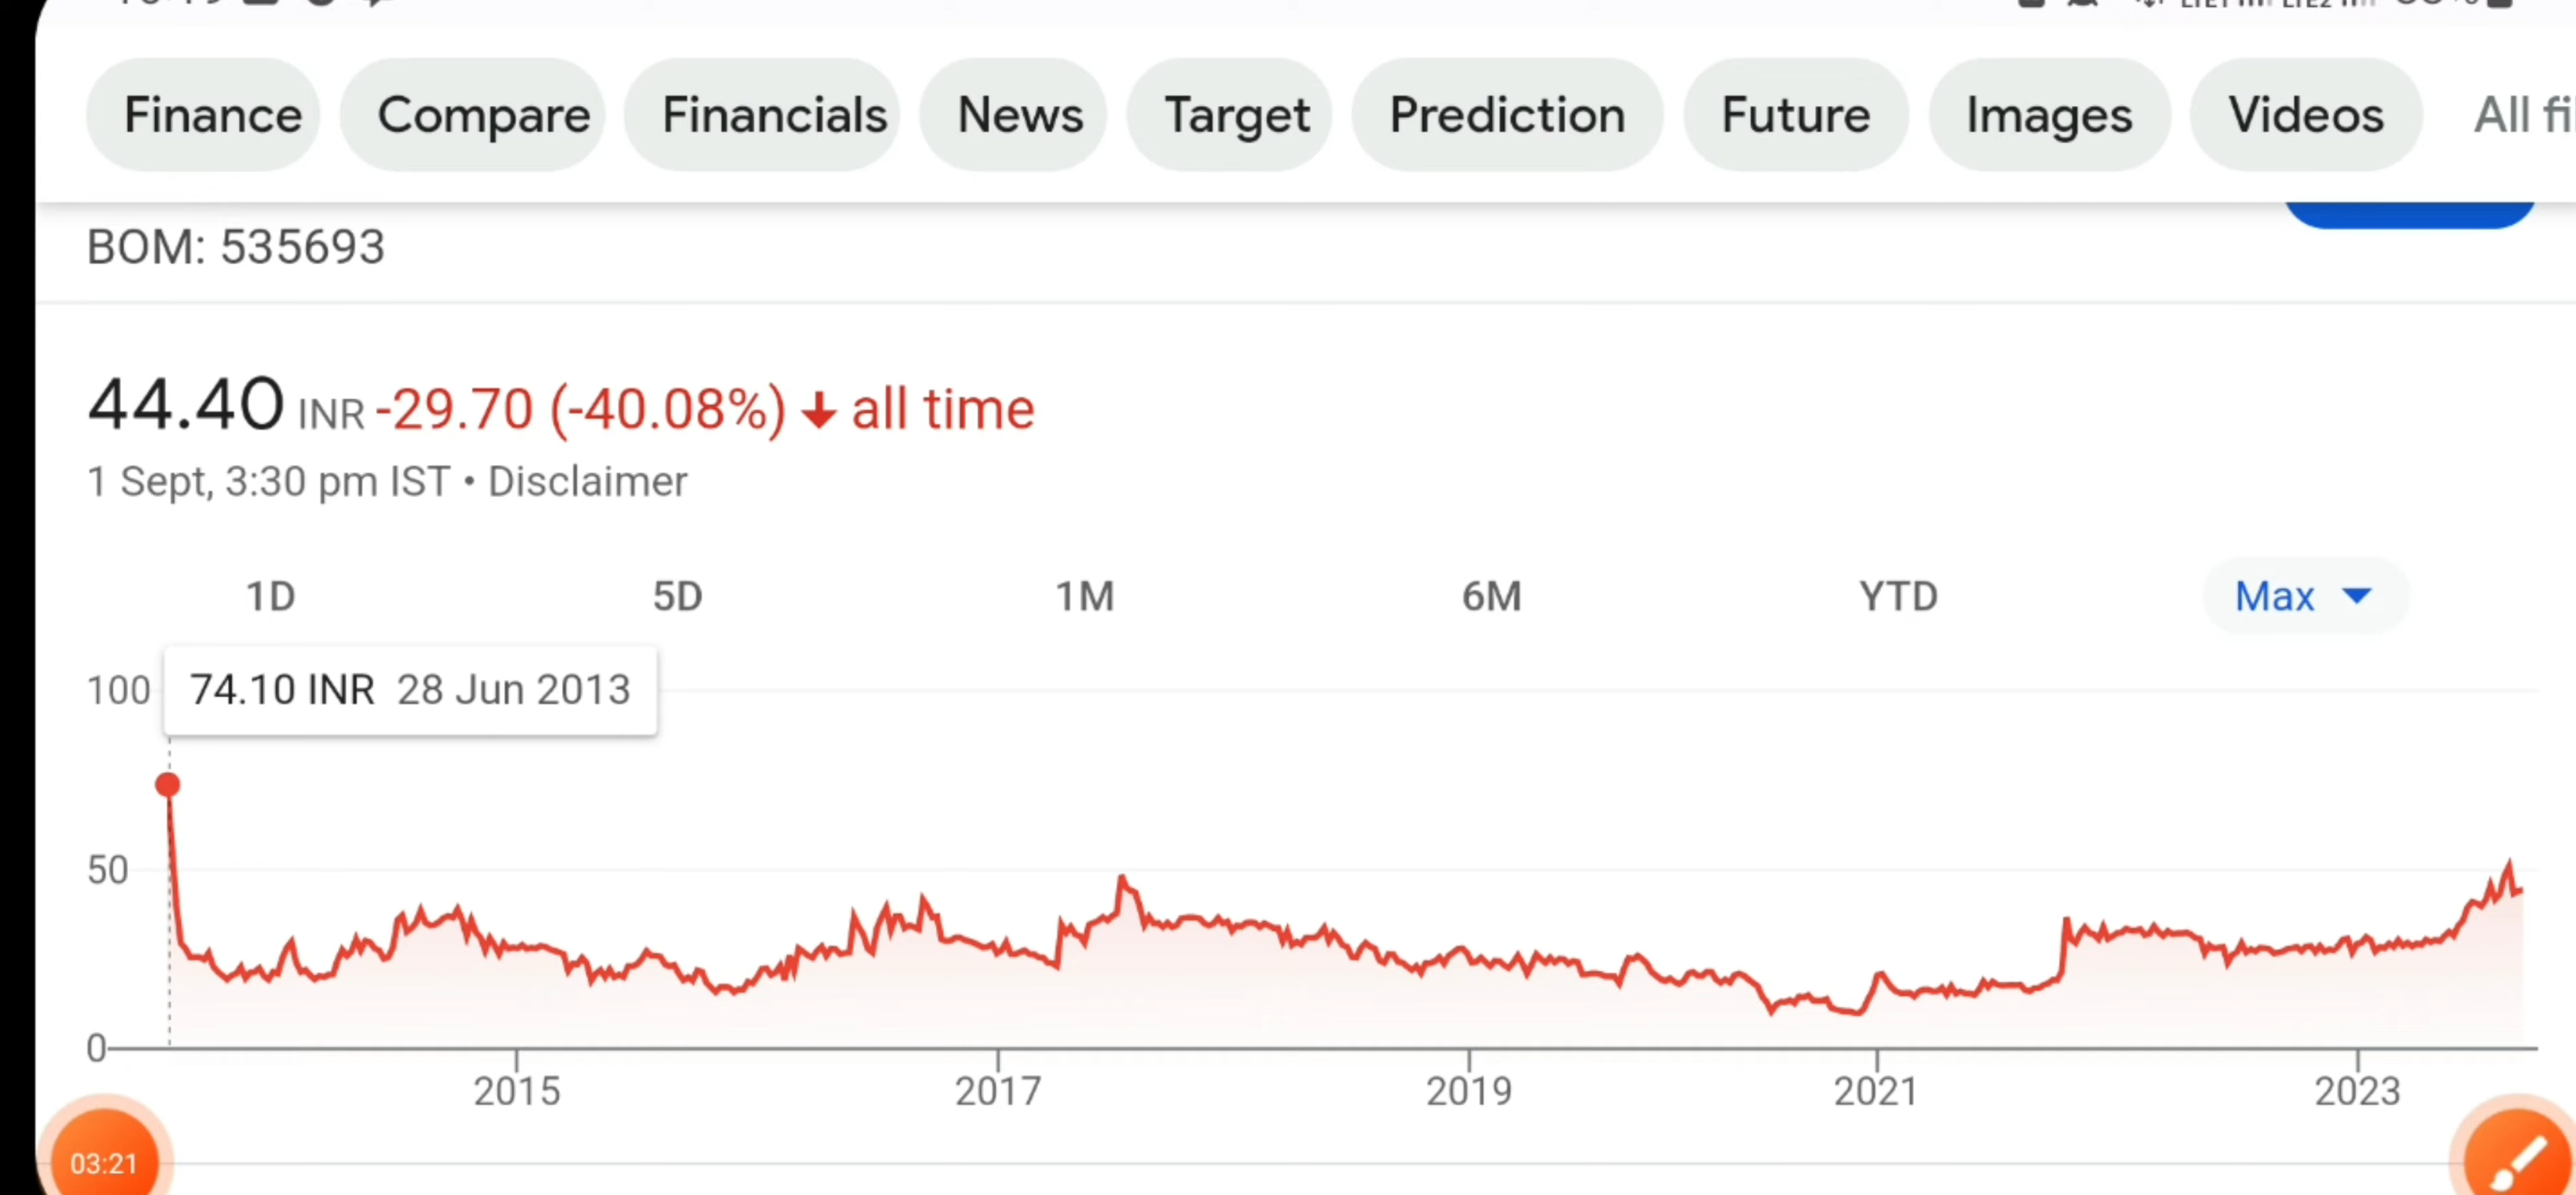 Finance Compare Financials News Target Prediction Future Images Videos All
BOM: 535693
44.40 INR -29.70 (-40.08%) all time
1 Sept, 3:30 pm IST • Disclaimer
1D 5D 1M 6M YTD Max
100 74.10 INR 28 Jun 2013
50
0
2015 2017 2019 2021 2023
03:21